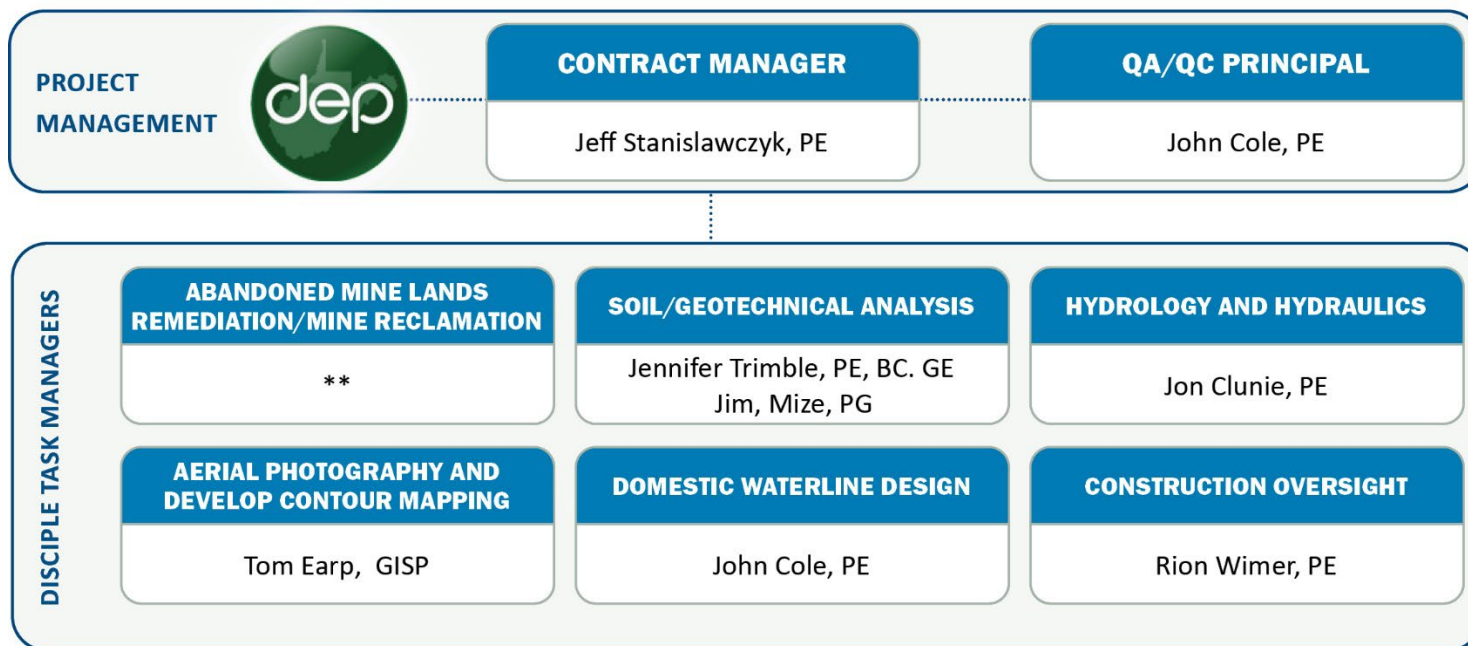 PROJECT
MANAGEMENT
dep
CONTRACT MANAGER
Jeff Stanislawczyk, PE
QA/QC PRINCIPAL
John Cole, PE
DISCIPLE TASK MANAGERS
ABANDONED MINE LANDS
REMEDIATION/MINE RECLAMATION
**
SOIL/GEOTECHNICAL ANALYSIS
Jennifer Trimble, PE, BC. GE
Jim, Mize, PG
HYDROLOGY AND HYDRAULICS
Jon Clunie, PE
AERIAL PHOTOGRAPHY AND
DEVELOP CONTOUR MAPPING
Tom Earp, GISP
DOMESTIC WATERLINE DESIGN
John Cole, PE
CONSTRUCTION OVERSIGHT
Rion Wimer, PE